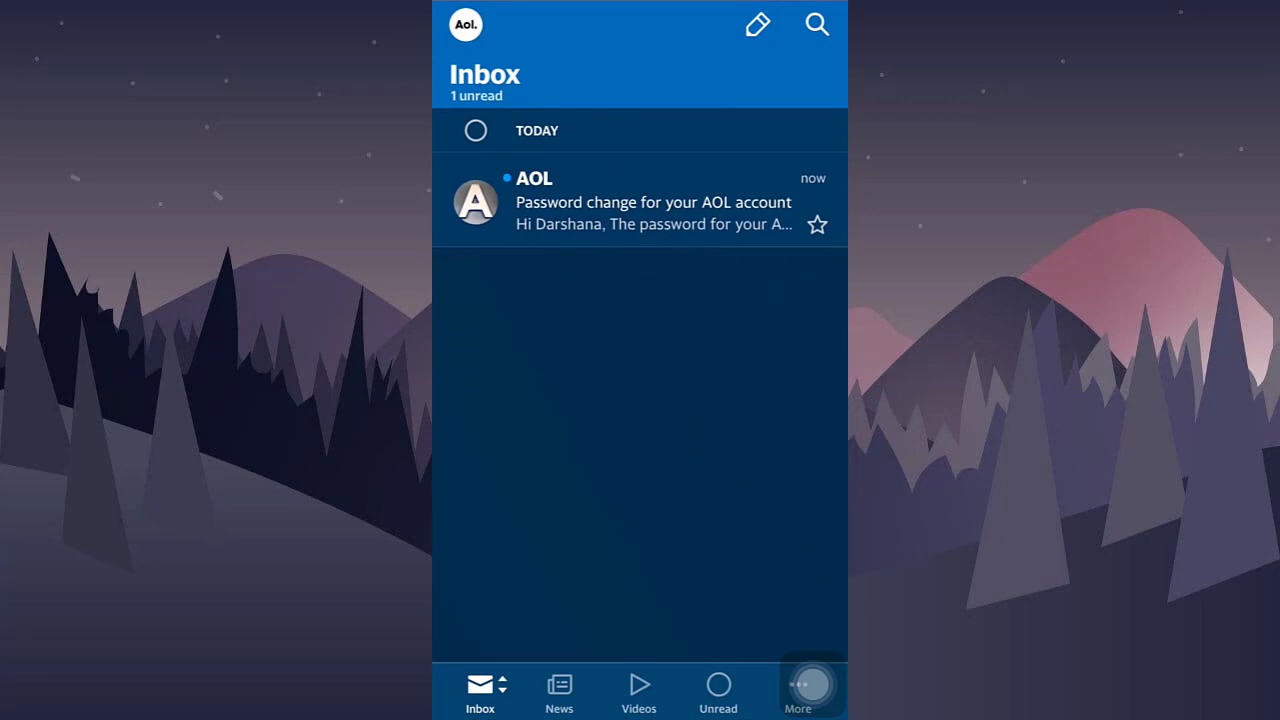 Aol.
Inbox
1 unread
TODAY
AOL
now
Password change for your AOL account
Hi Darshana, The password for your A...
A
Inbox
News
Videos
Unread
More